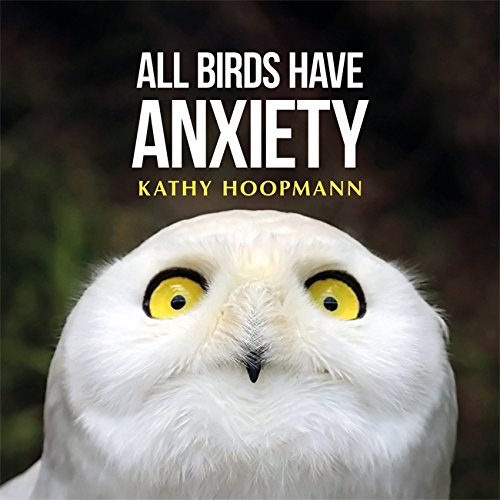 ALL BIRDS HAVE
ANXIETY
KATHY HOOPMANN